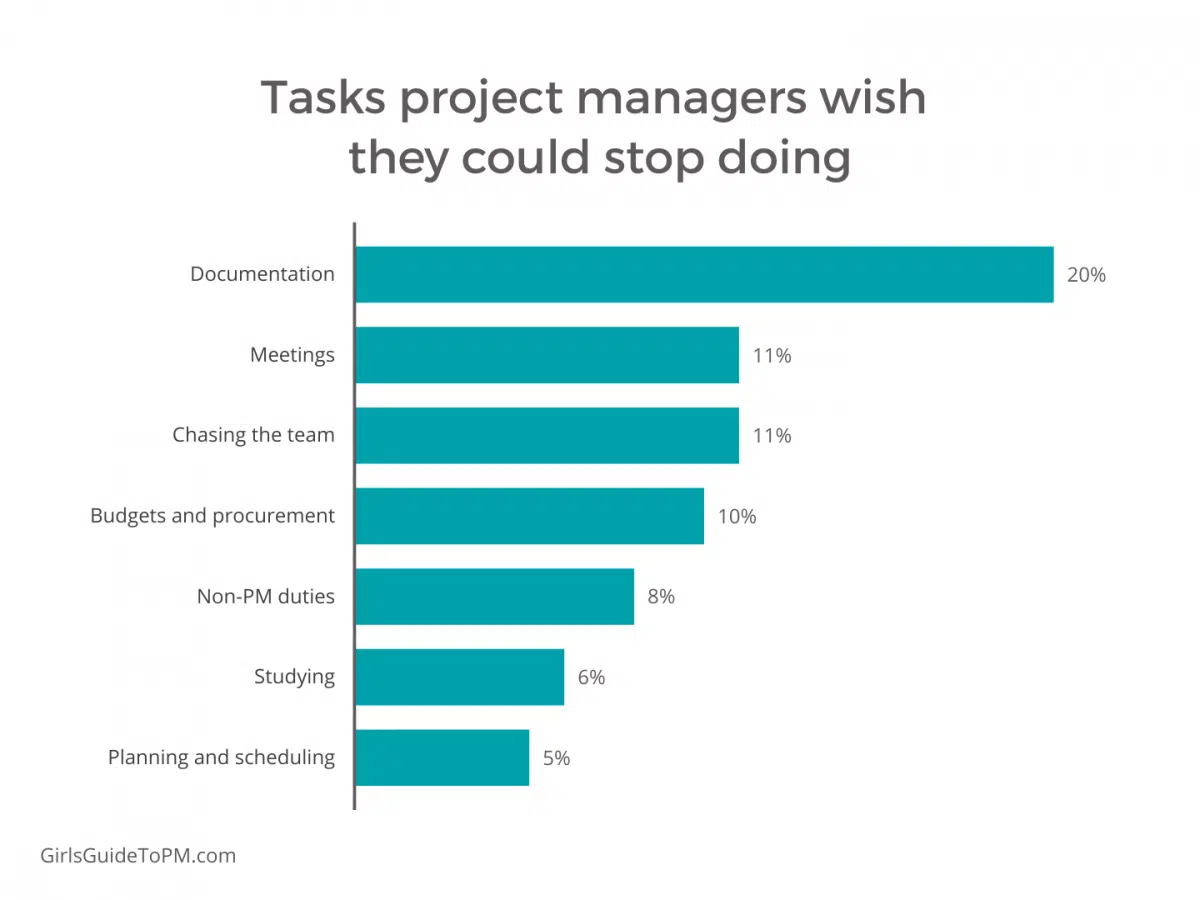 Tasks project managers wish
they could stop doing
Documentation 20%
Meetings 11%
Chasing the team 11%
Budgets and procurement 10%
Non-PM duties 8%
Studying 6%
Planning and scheduling 5%
GirlsGuideToPM.com